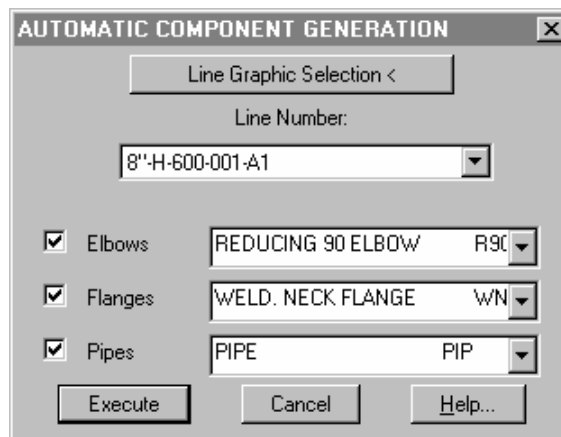 AUTOMATIC COMPONENT GENERATION
Line Graphic Selection <
Line Number:
8"-H-600-001-A1
Elbows REDUCING 90 ELBOW R90
Flanges WELD. NECK FLANGE WN
Pipes PIPE PIP
Execute Cancel Help...